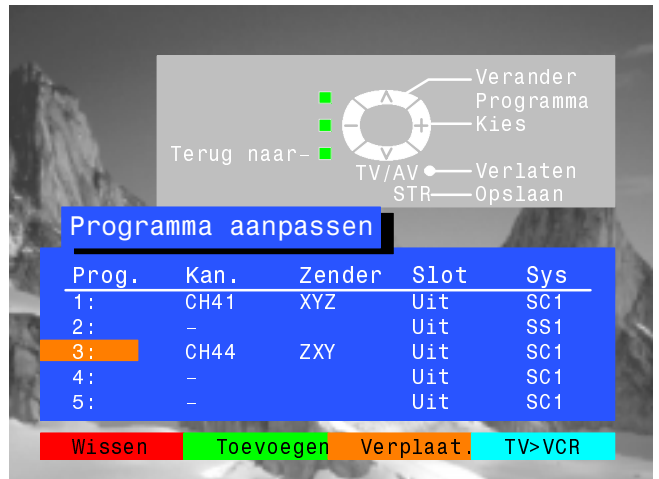 Verander
Programma
Kies
Terug naar
TV/AV Verlaten
STR Opslaan
Programma aanpassen
Prog. Kan. Zender Slot Sys
1: CH41 XYZ Uit SC1
2: – Uit SS1
3: CH44 ZXY Uit SC1
4: – Uit SC1
5: – Uit SC1
Wissen Toevoegen Verplaat. TV>VCR